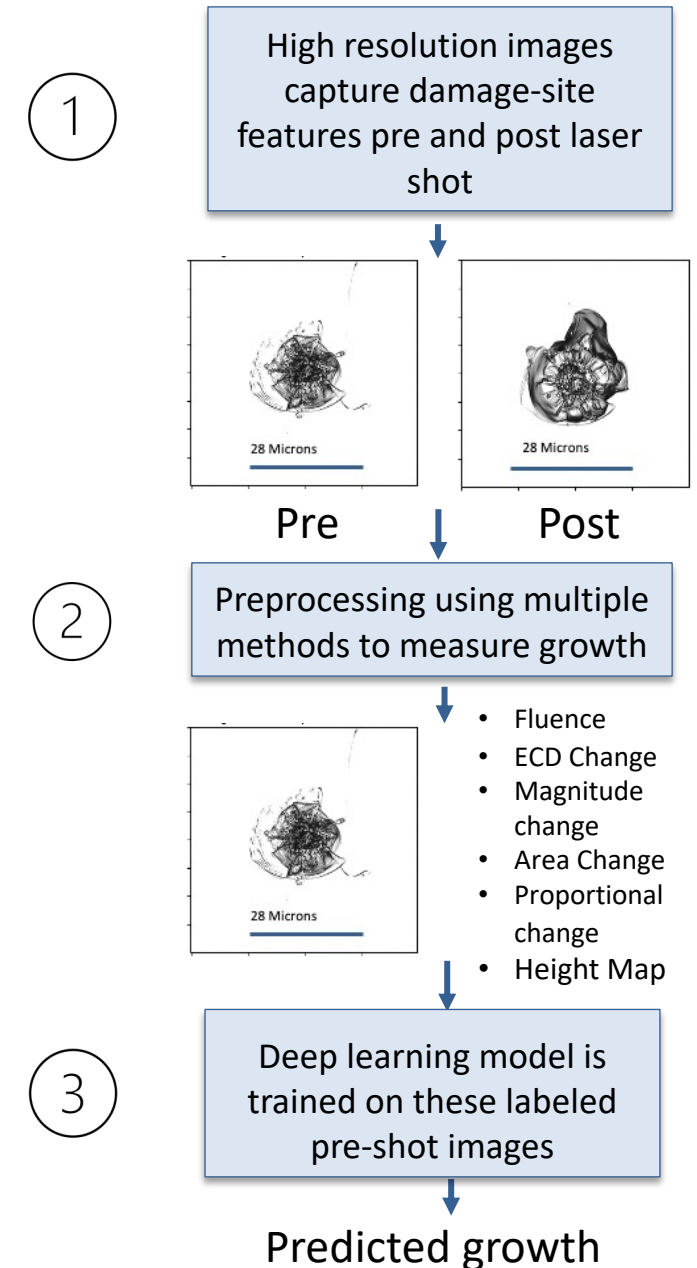 1
High resolution images
capture damage-site
features pre and post laser
shot
28 Microns
28 Microns
Pre
Post
2
Preprocessing using multiple
methods to measure growth
28 Microns
• Fluence
• ECD Change
• Magnitude
change
• Area Change
• Proportional
change
• Height Map
3
Deep learning model is
trained on these labeled
pre-shot images
Predicted growth